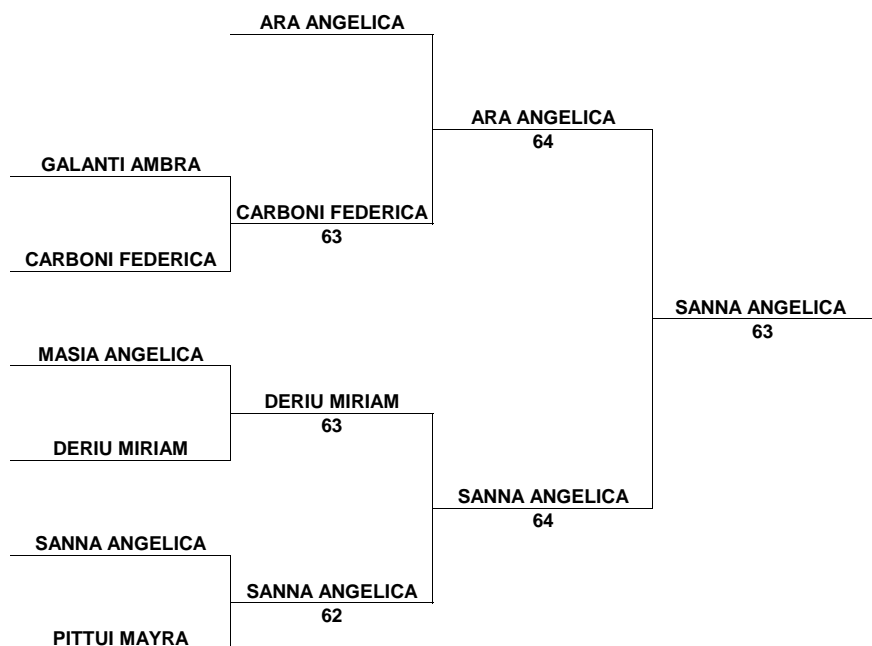 ARA ANGELICA
ARA ANGELICA
64
GALANTI AMBRA
CARBONI FEDERICA
63
CARBONI FEDERICA
SANNA ANGELICA
63
MASIA ANGELICA
DERIU MIRIAM
63
DERIU MIRIAM
SANNA ANGELICA
64
SANNA ANGELICA
SANNA ANGELICA
62
PITTUI MAYRA